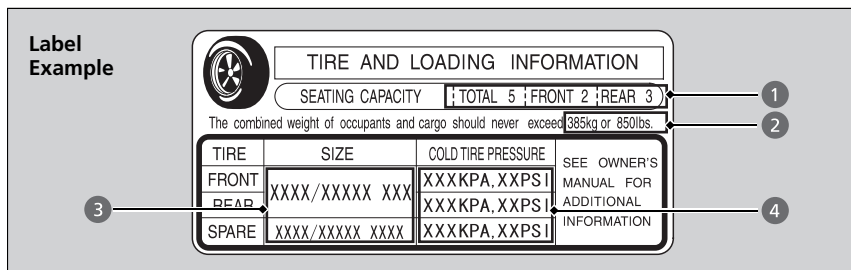 Label
Example
TIRE AND LOADING INFORMATION
SEATING CAPACITY TOTAL 5 FRONT 2 REAR 3
1
The combined weight of occupants and cargo should never exceed 385kg or 850lbs.
2
TIRE SIZE COLD TIRE PRESSURE
SEE OWNER'S
MANUAL FOR
ADDITIONAL
INFORMATION
FRONT XXXX/XXXXX XXX XXXKPA,XXPSI
REAR XXXKPA,XXPSI
SPARE XXXX/XXXXX XXXX XXXKPA,XXPSI
3
4